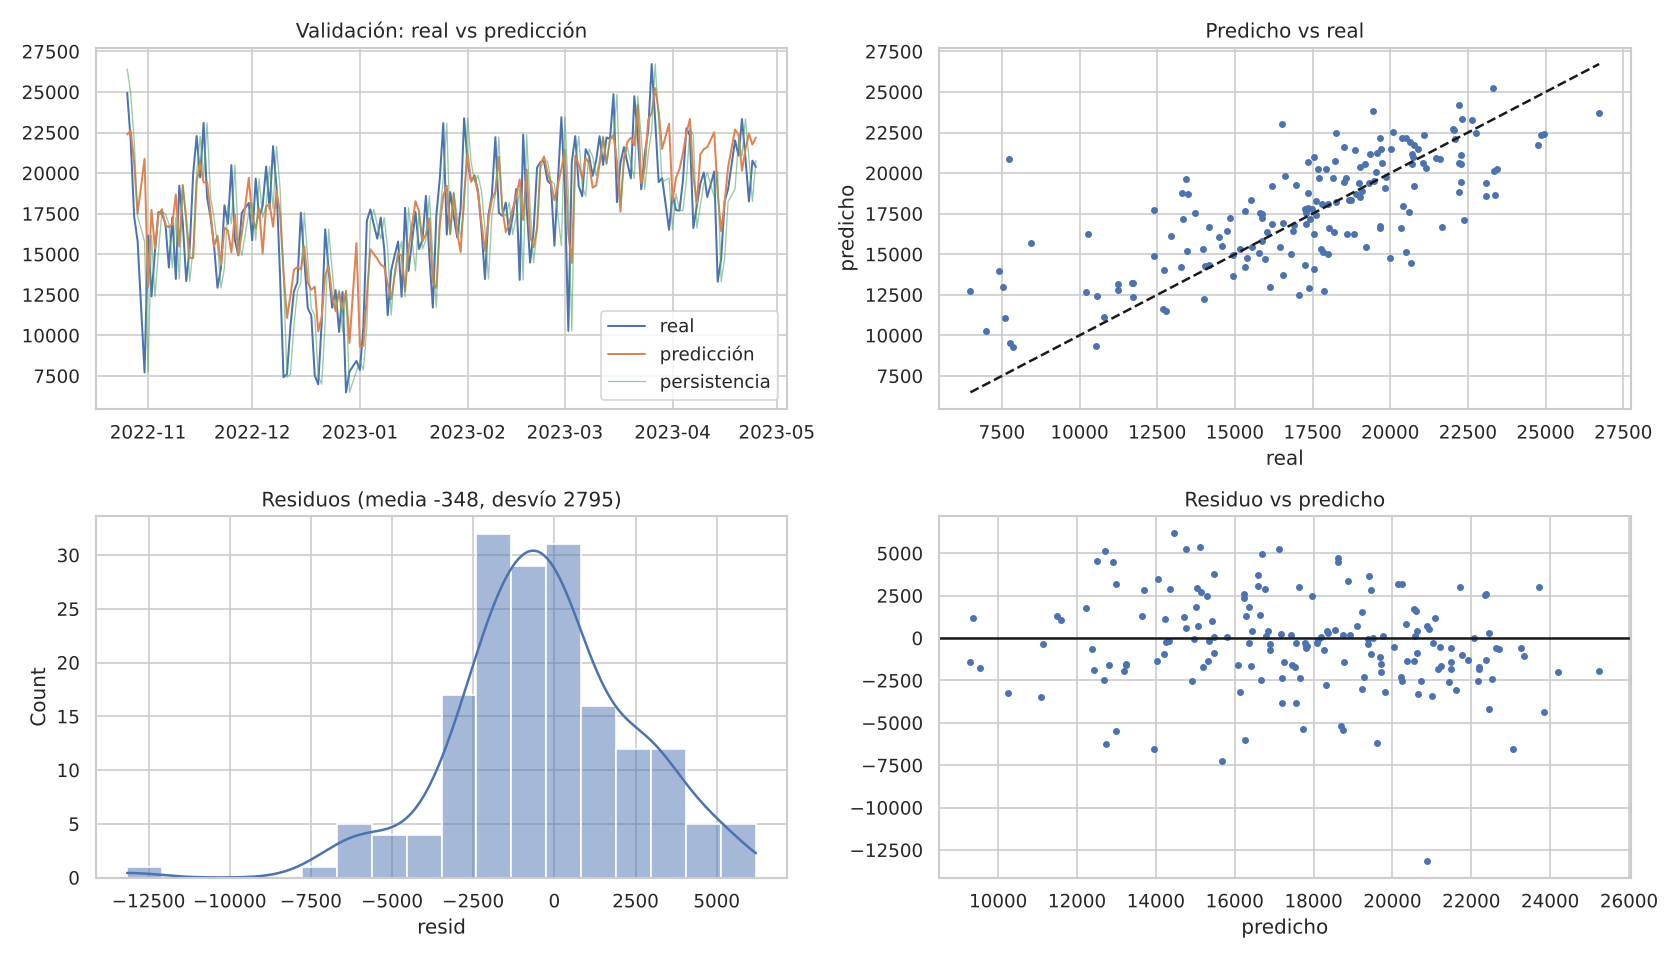 Validación: real vs predicción
27500
25000
22500
20000
17500
15000
12500
10000
7500
2022-11 2022-12 2023-01 2023-02 2023-03 2023-04 2023-05
real
predicción
persistencia
Predicho vs real
predicho
27500
25000
22500
20000
17500
15000
12500
10000
7500
7500 10000 12500 15000 17500 20000 22500 25000 27500
real
Residuos (media -348, desvío 2795)
Count
30
25
20
15
10
5
0
−12500 −10000 −7500 −5000 −2500 0 2500 5000
resid
Residuo vs predicho
5000
2500
0
−2500
−5000
−7500
−10000
−12500
10000 12000 14000 16000 18000 20000 22000 24000 26000
predicho